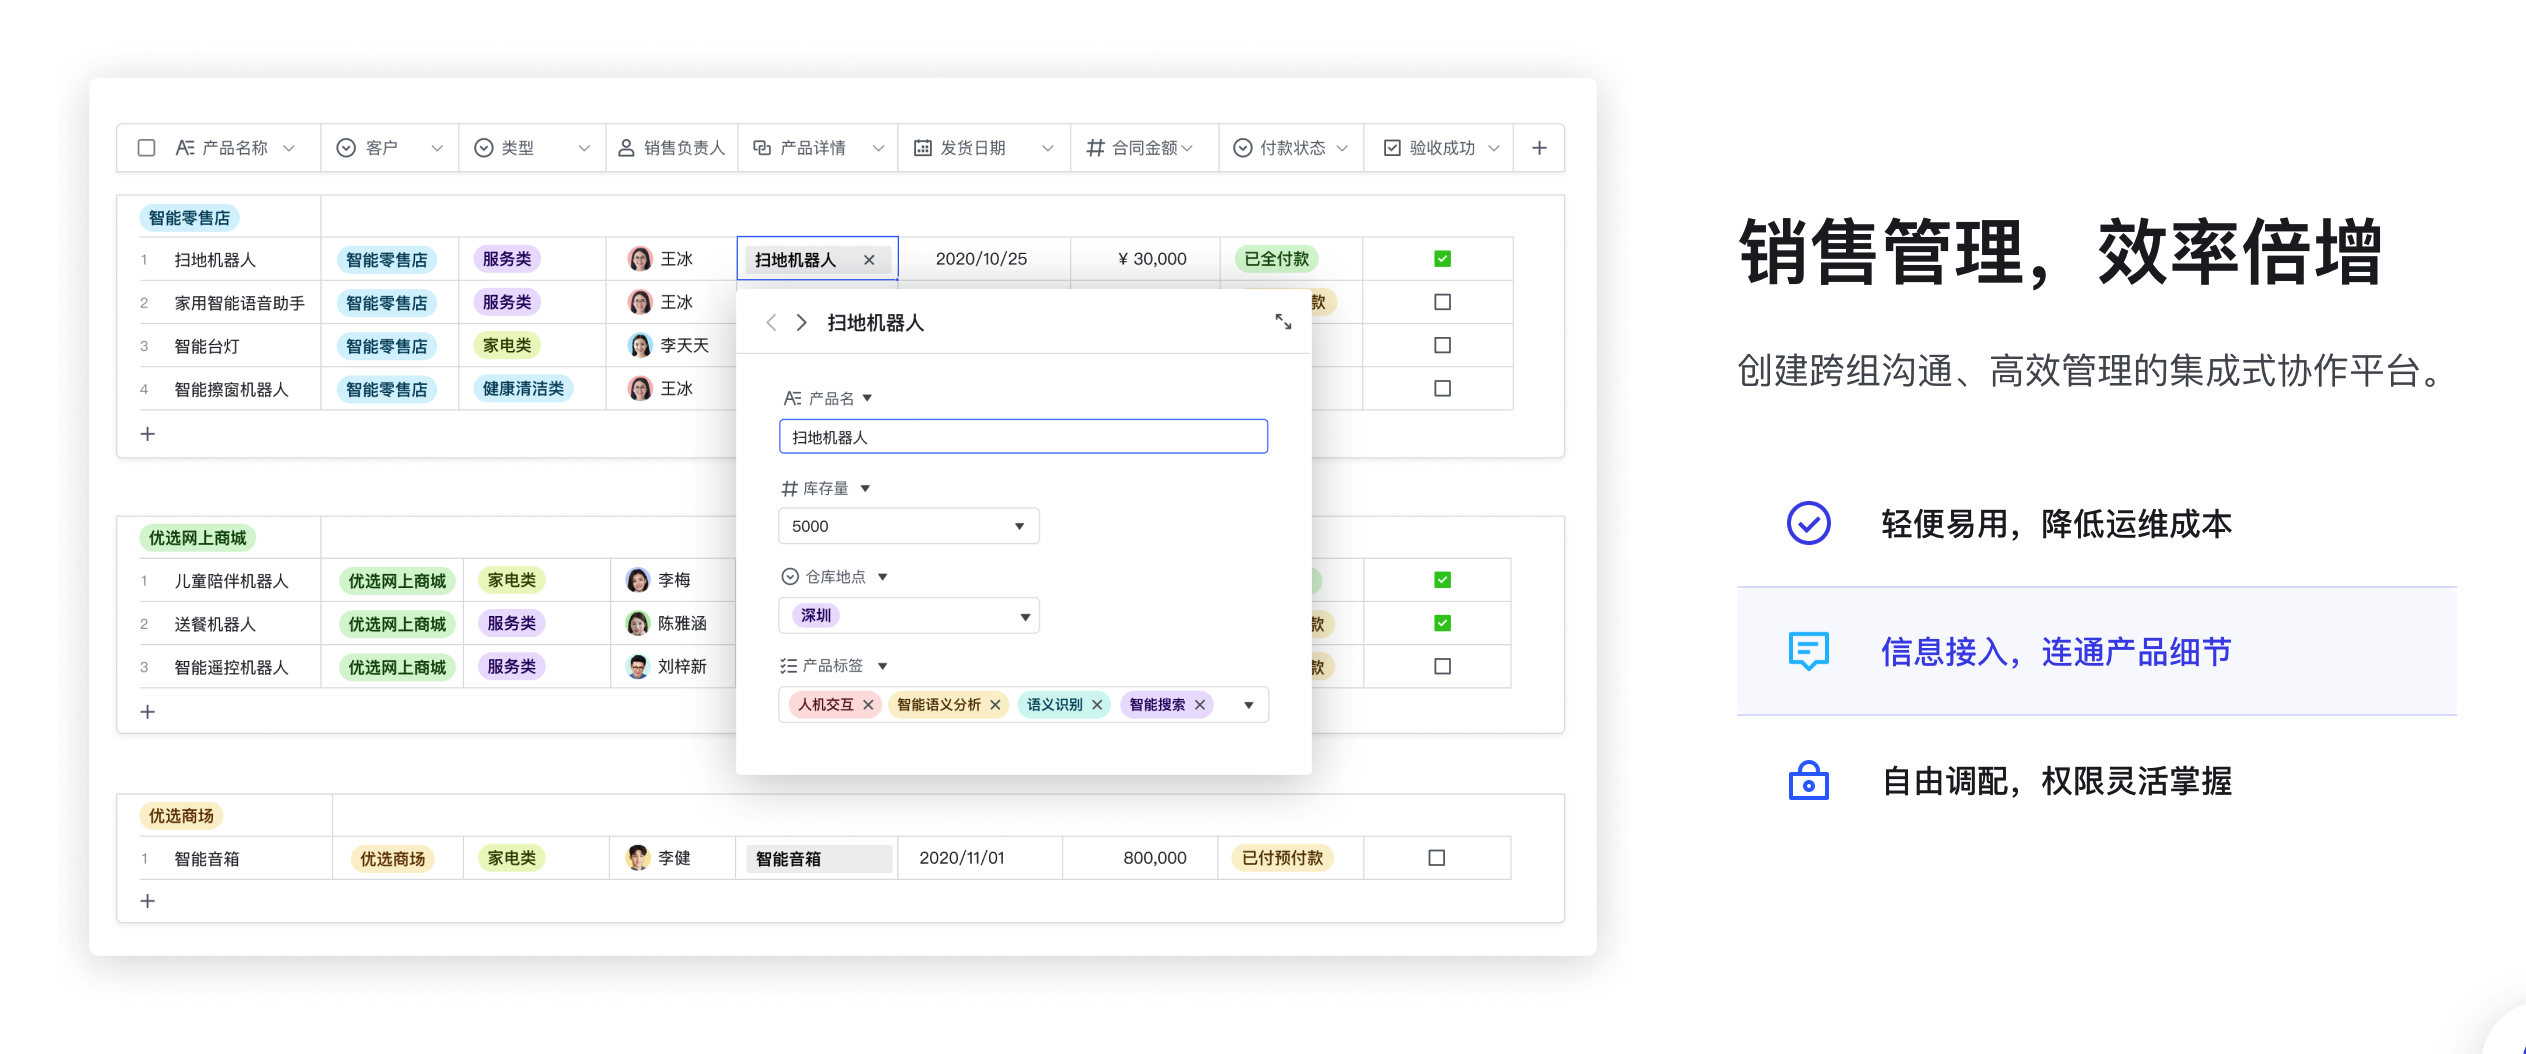 产品名称 客户 类型 销售负责人 产品详情 发货日期 合同金额 付款状态 验收成功
智能零售店
1 扫地机器人 智能零售店 服务类 王冰 扫地机器人 2020/10/25 ¥ 30,000 已全付款
2 家用智能语音助手 智能零售店 服务类 王冰 款
3 智能台灯 智能零售店 家电类 李天天
4 智能擦窗机器人 智能零售店 健康清洁类 王冰
优选网上商城
1 儿童陪伴机器人 优选网上商城 家电类 李梅
2 送餐机器人 优选网上商城 服务类 陈雅涵 款
3 智能遥控机器人 优选网上商城 服务类 刘梓新 款
优选商场
1 智能音箱 优选商场 家电类 李健 智能音箱 2020/11/01 800,000 已付预付款
扫地机器人
产品名
扫地机器人
库存量
5000
仓库地点
深圳
产品标签
人机交互 智能语义分析 语义识别 智能搜索
销售管理，效率倍增
创建跨组沟通、高效管理的集成式协作平台。
轻便易用，降低运维成本
信息接入，连通产品细节
自由调配，权限灵活掌握